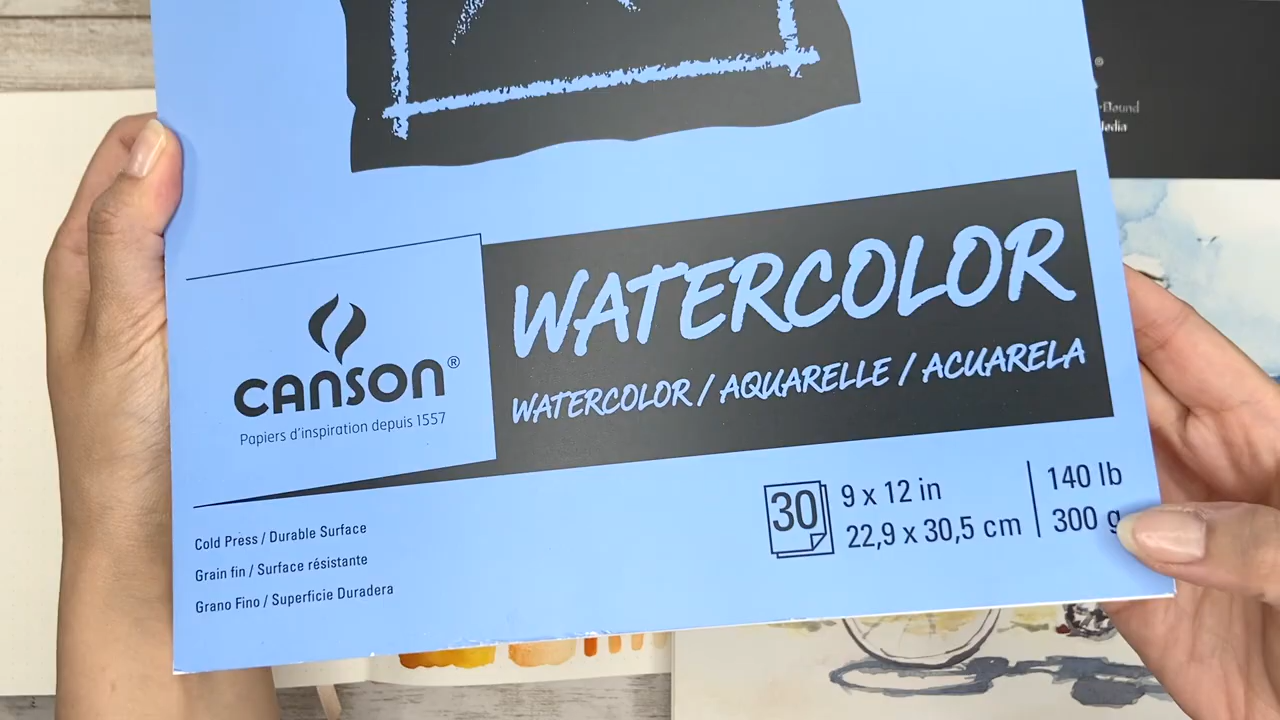 WATERCOLOR
WATERCOLOR / AQUARELLE / ACUARELA
CANSON®
Papiers d'inspiration depuis 1557
30
9 x 12 in
22,9 x 30,5 cm
140 lb
300 g
Cold Press / Durable Surface
Grain fin / Surface résistante
Grano Fino / Superficie Duradera